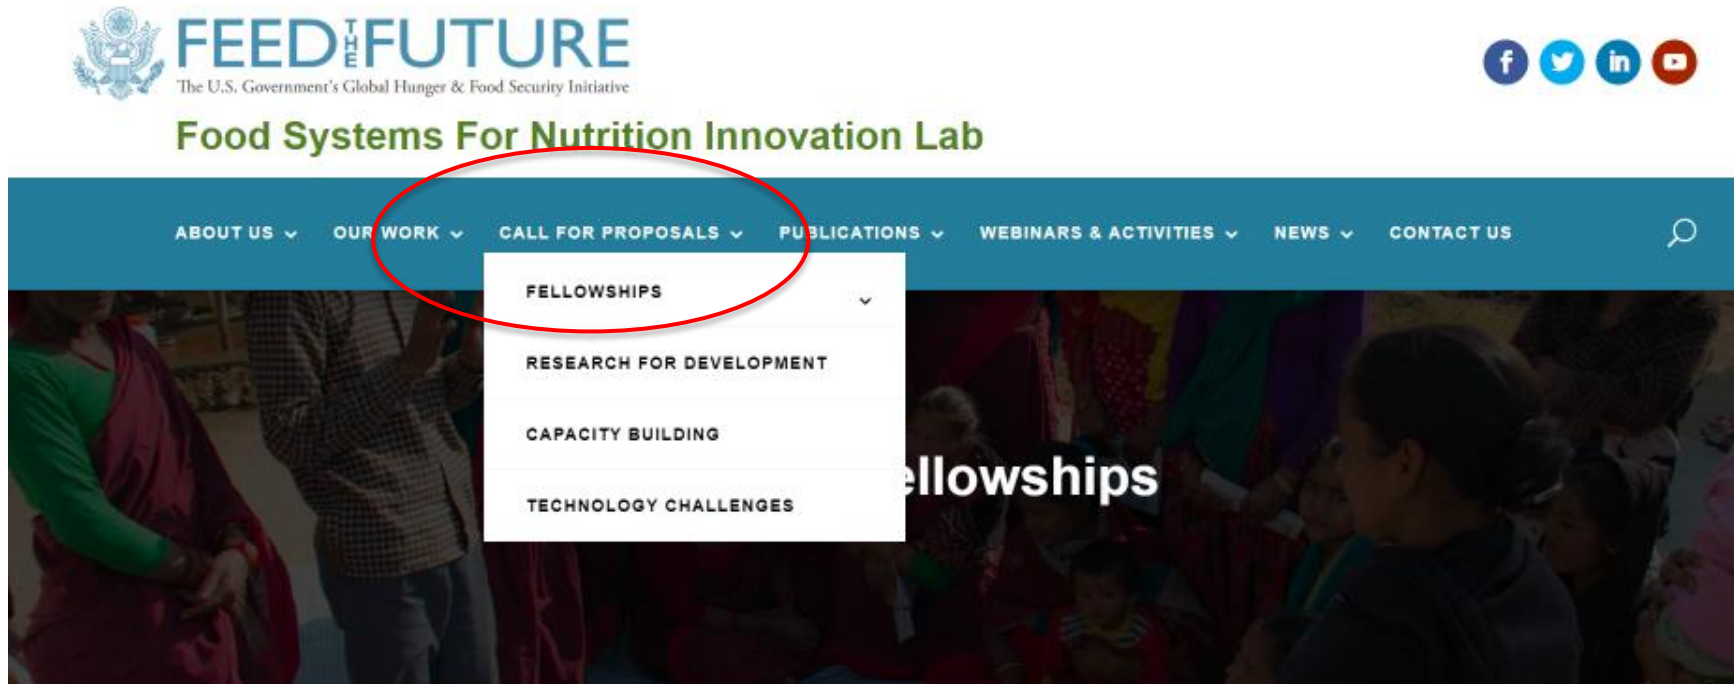 FEED THE FUTURE
The U.S. Government's Global Hunger & Food Security Initiative
Food Systems For Nutrition Innovation Lab
ABOUT US OUR WORK CALL FOR PROPOSALS PUBLICATIONS WEBINARS & ACTIVITIES NEWS CONTACT US
FELLOWSHIPS
RESEARCH FOR DEVELOPMENT
CAPACITY BUILDING
ellowships
TECHNOLOGY CHALLENGES